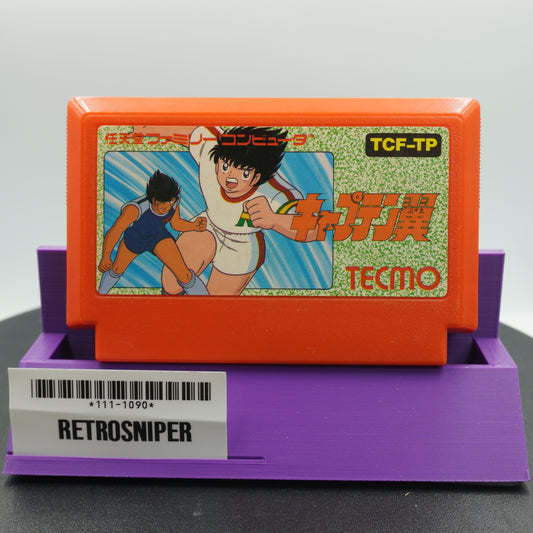 任天堂ファミリーコンピュータ
TCF-TP
キャプテン翼
TECMO
*111-1090*
RETROSNIPER